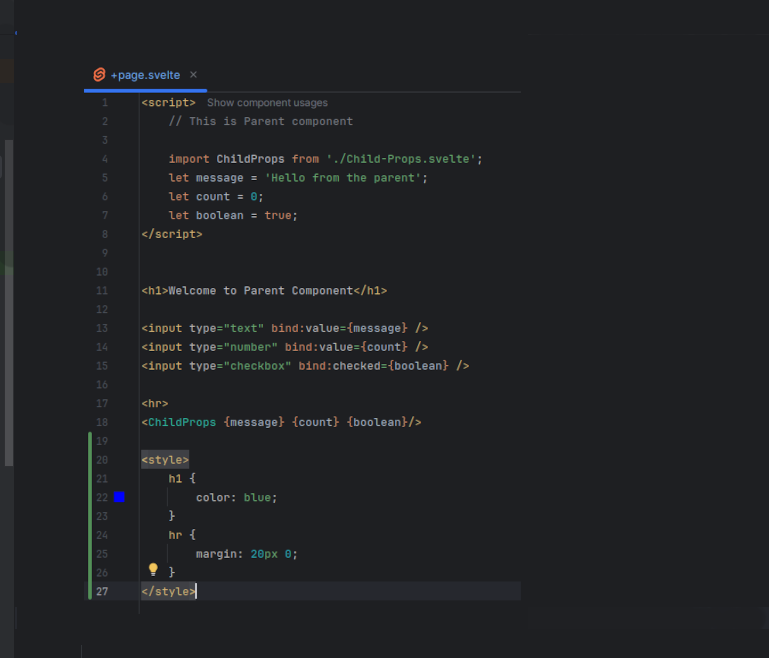 +page.svelte ×
1 <script> Show component usages
2 // This is Parent component
3
4 import ChildProps from './Child-Props.svelte';
5 let message = 'Hello from the parent';
6 let count = 0;
7 let boolean = true;
8 </script>
9
10
11 <h1>Welcome to Parent Component</h1>
12
13 <input type="text" bind:value={message} />
14 <input type="number" bind:value={count} />
15 <input type="checkbox" bind:checked={boolean} />
16
17 <hr>
18 <ChildProps {message} {count} {boolean}/>
19
20 <style>
21 h1 {
22 color: blue;
23 }
24 hr {
25 margin: 20px 0;
26 }
27 </style>